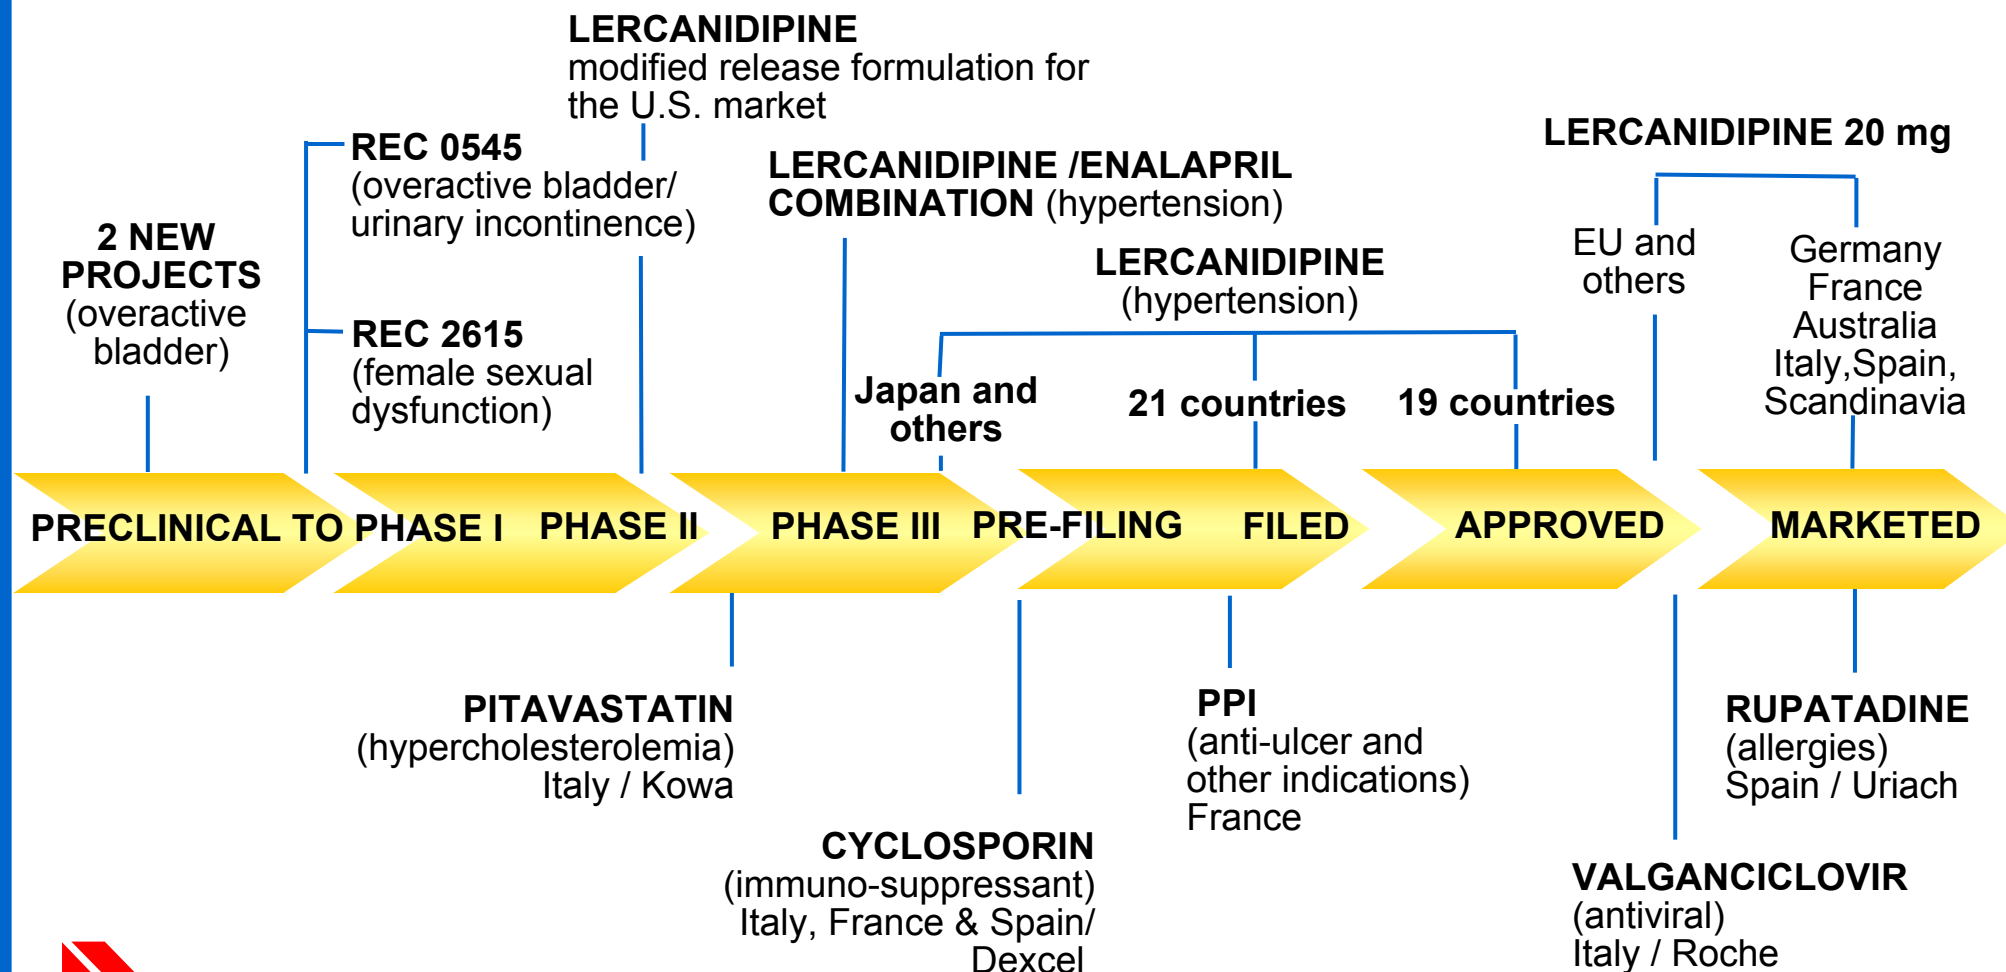 LERCANIDIPINE
modified release formulation for
the U.S. market
REC 0545
(overactive bladder/
urinary incontinence)
2 NEW
PROJECTS
(overactive
bladder)
REC 2615
(female sexual
dysfunction)
LERCANIDIPINE /ENALAPRIL
COMBINATION (hypertension)
LERCANIDIPINE
(hypertension)
Japan and
others
21 countries
19 countries
LERCANIDIPINE 20 mg
EU and
others
Germany
France
Australia
Italy,Spain,
Scandinavia
PRECLINICAL TO PHASE I PHASE II PHASE III PRE-FILING FILED APPROVED MARKETED
PITAVASTATIN
(hypercholesterolemia)
Italy / Kowa
CYCLOSPORIN
(immuno-suppressant)
Italy, France & Spain/
Dexcel
PPI
(anti-ulcer and
other indications)
France
RUPATADINE
(allergies)
Spain / Uriach
VALGANCICLOVIR
(antiviral)
Italy / Roche